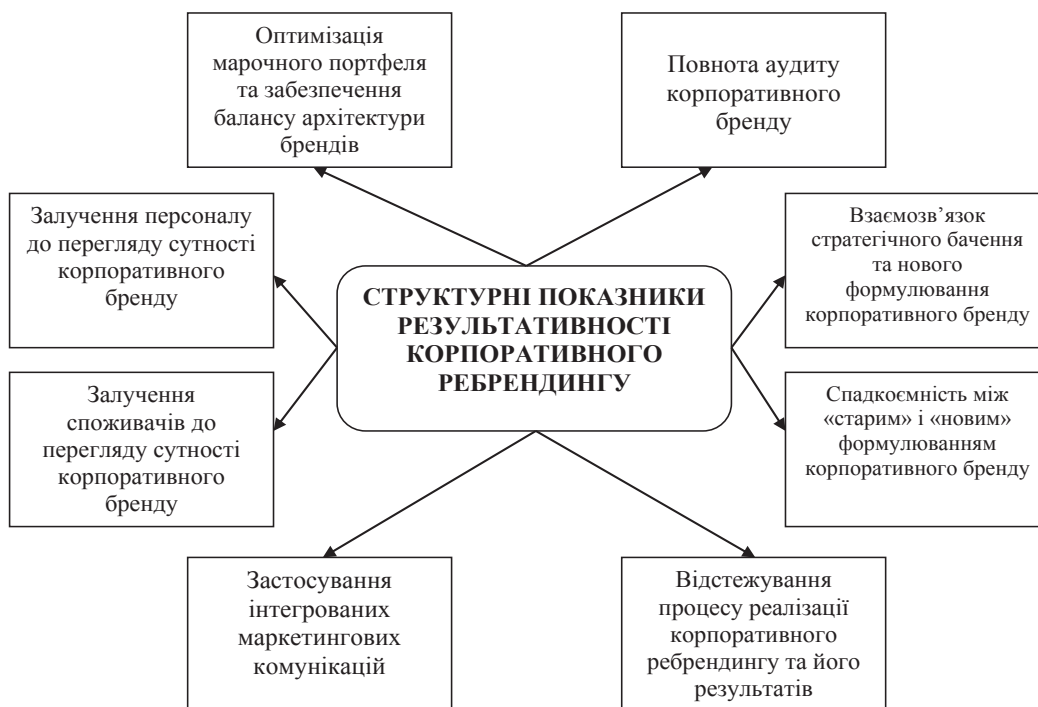 Оптимізація
марочного портфеля
та забезпечення
балансу архітектури
брендів
Повнота аудиту
корпоративного
бренду
Залучення персоналу
до перегляду сутності
корпоративного
бренду
СТРУКТУРНІ ПОКАЗНИКИ
РЕЗУЛЬТАТИВНОСТІ
КОРПОРАТИВНОГО
РЕБРЕНДИНГУ
Взаємозв’язок
стратегічного бачення
та нового
формулювання
корпоративного бренду
Залучення
споживачів до
перегляду сутності
корпоративного
бренду
Спадкоємність між
«старим» і «новим»
формулюванням
корпоративного бренду
Застосування
інтегрованих
маркетингових
комунікацій
Відстежування
процесу реалізації
корпоративного
ребрендингу та його
результатів